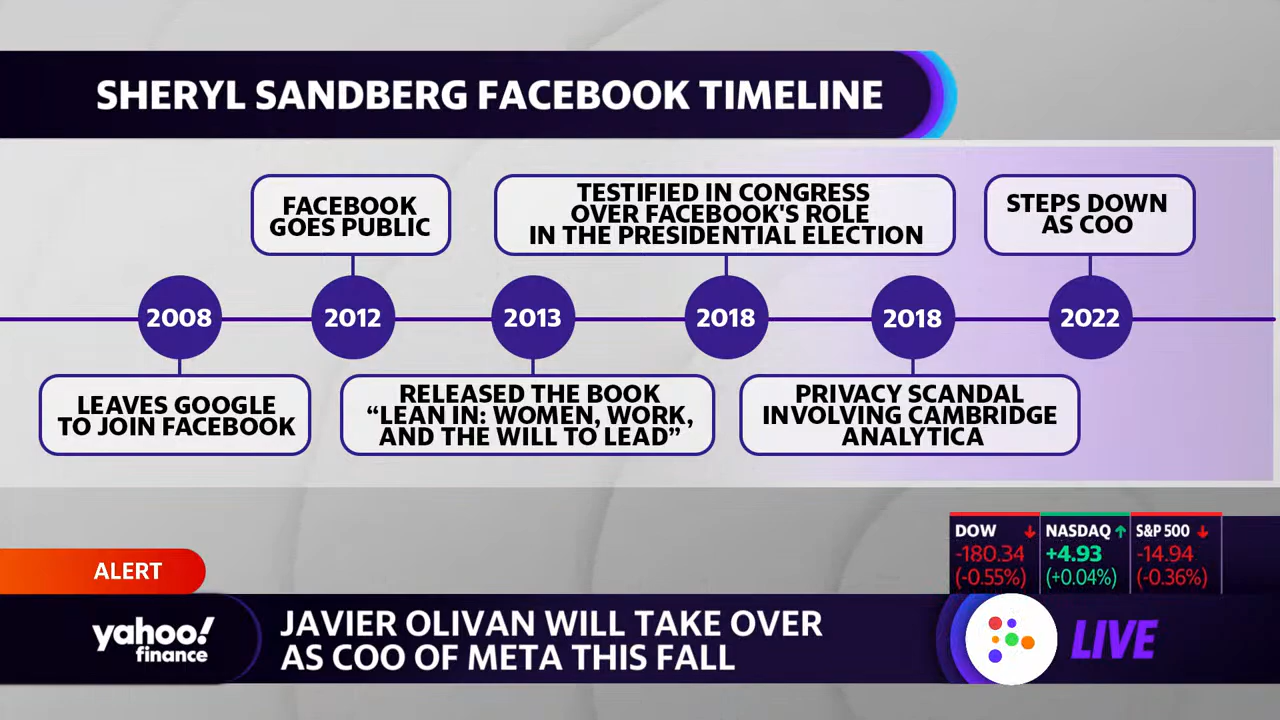 SHERYL SANDBERG FACEBOOK TIMELINE
FACEBOOK
GOES PUBLIC
TESTIFIED IN CONGRESS
OVER FACEBOOK'S ROLE
IN THE PRESIDENTIAL ELECTION
STEPS DOWN
AS COO
2008
2012
2013
2018
2018
2022
LEAVES GOOGLE
TO JOIN FACEBOOK
RELEASED THE BOOK
“LEAN IN: WOMEN, WORK,
AND THE WILL TO LEAD”
PRIVACY SCANDAL
INVOLVING CAMBRIDGE
ANALYTICA
DOW
-180.34
(-0.55%)
NASDAQ
+4.93
(+0.04%)
S&P 500
-14.94
(-0.36%)
ALERT
yahoo!
finance
JAVIER OLIVAN WILL TAKE OVER
AS COO OF META THIS FALL
LIVE